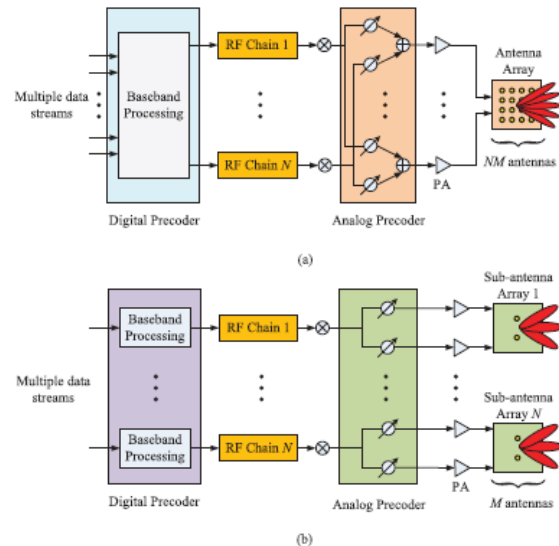 Multiple data
streams
Baseband
Processing
RF Chain 1
RF Chain N
Antenna
Array
NM antennas
PA
Digital Precoder
Analog Precoder
(a)
Multiple data
streams
Baseband
Processing
Baseband
Processing
RF Chain 1
RF Chain N
Sub-antenna
Array 1
Sub-antenna
Array N
PA
M antennas
Digital Precoder
Analog Precoder
(b)